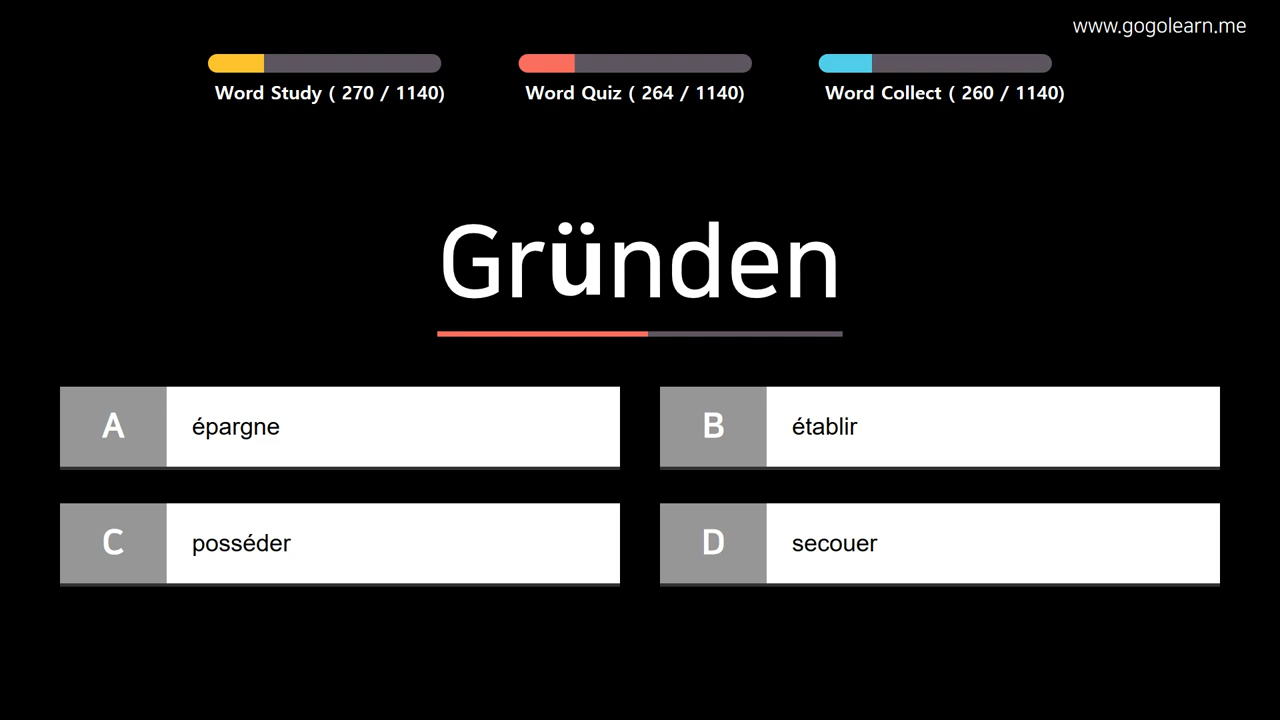 www.gogolearn.me
Word Study ( 270 / 1140)
Word Quiz ( 264 / 1140)
Word Collect ( 260 / 1140)
Gründen
A épargne
B établir
C posséder
D secouer